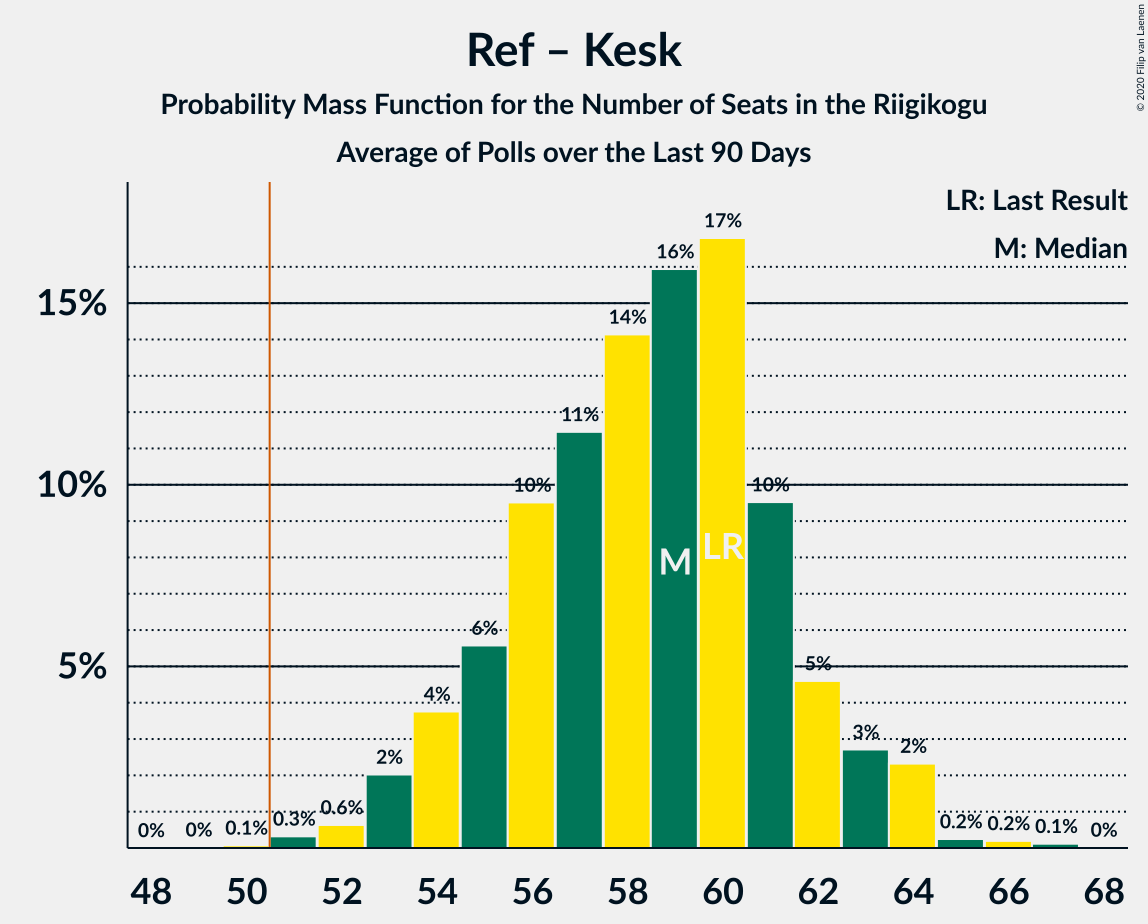 Ref – Kesk
Probability Mass Function for the Number of Seats in the Riigikogu
Average of Polls over the Last 90 Days
© 2020 Filip van Laenen
LR: Last Result
M: Median
15%
10%
5%
0%
0%
0.1%
0.3%
0.6%
2%
4%
6%
10%
11%
14%
16%
17%
10%
5%
3%
2%
0.2%
0.2%
0.1%
0%
M
LR
48 50 52 54 56 58 60 62 64 66 68